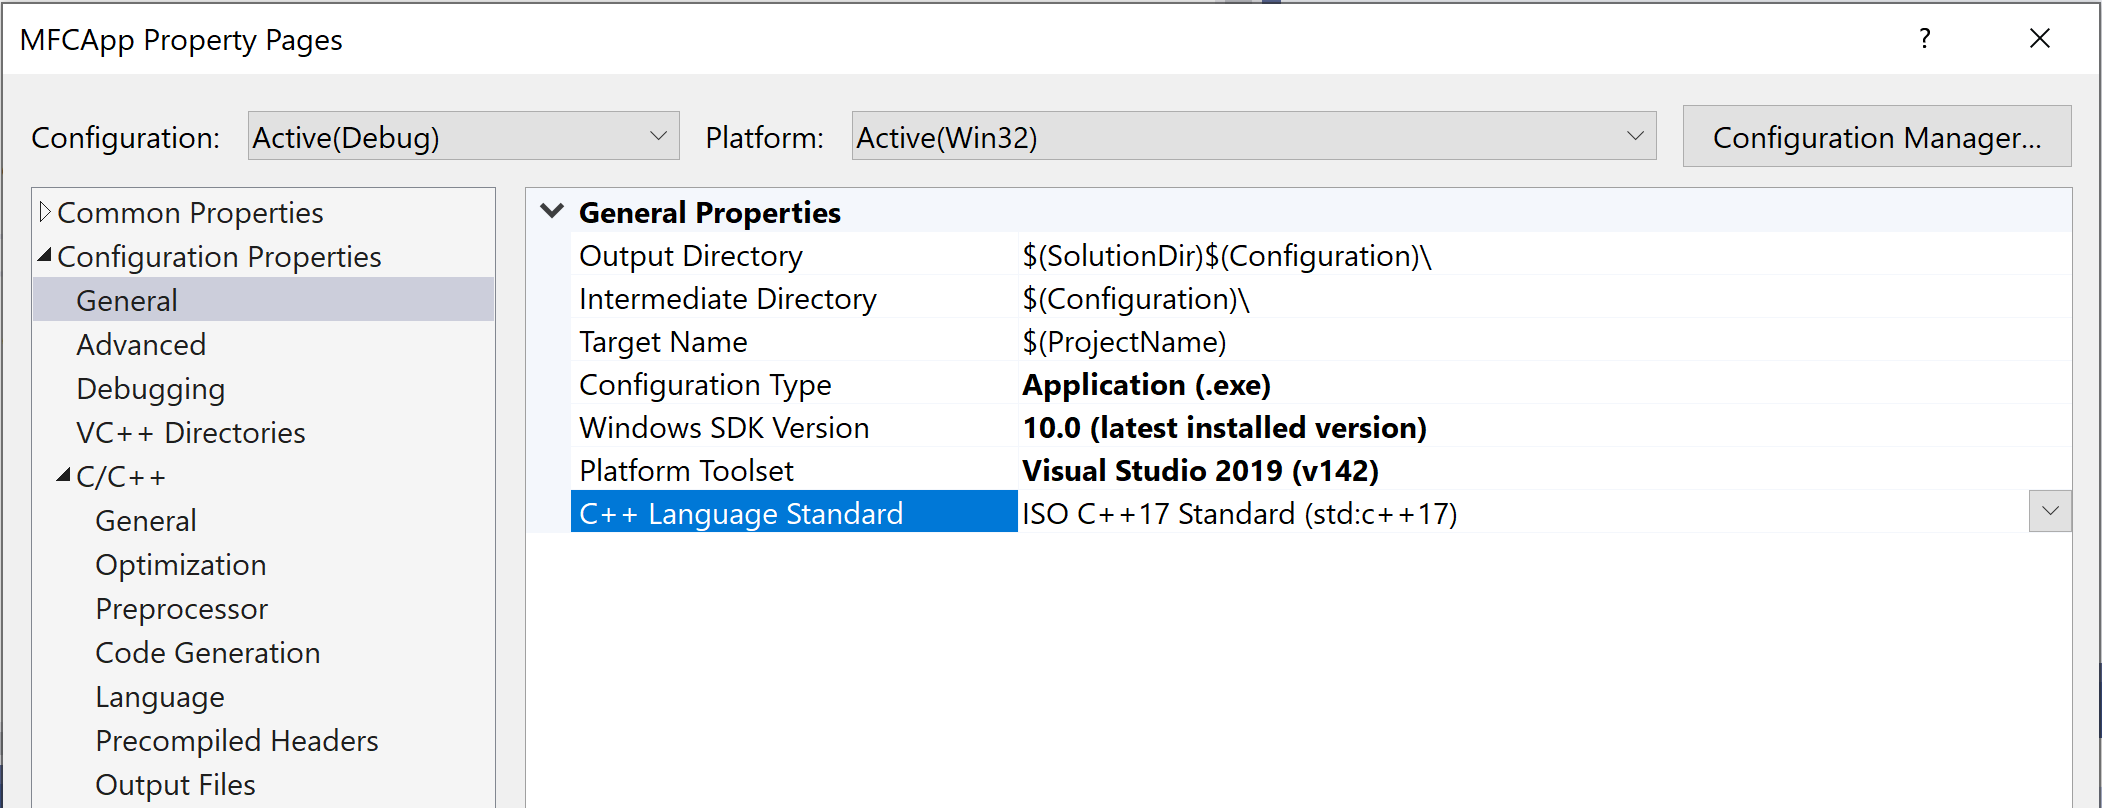 MFCApp Property Pages
?
Configuration: Active(Debug) Platform: Active(Win32) Configuration Manager...
Common Properties
Configuration Properties
General
Advanced
Debugging
VC++ Directories
C/C++
General
Optimization
Preprocessor
Code Generation
Language
Precompiled Headers
Output Files
General Properties
Output Directory $(SolutionDir)$(Configuration)\
Intermediate Directory $(Configuration)\
Target Name $(ProjectName)
Configuration Type Application (.exe)
Windows SDK Version 10.0 (latest installed version)
Platform Toolset Visual Studio 2019 (v142)
C++ Language Standard ISO C++17 Standard (std:c++17)